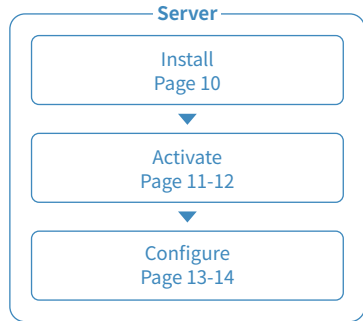 Server
Install
Page 10
Activate
Page 11-12
Configure
Page 13-14